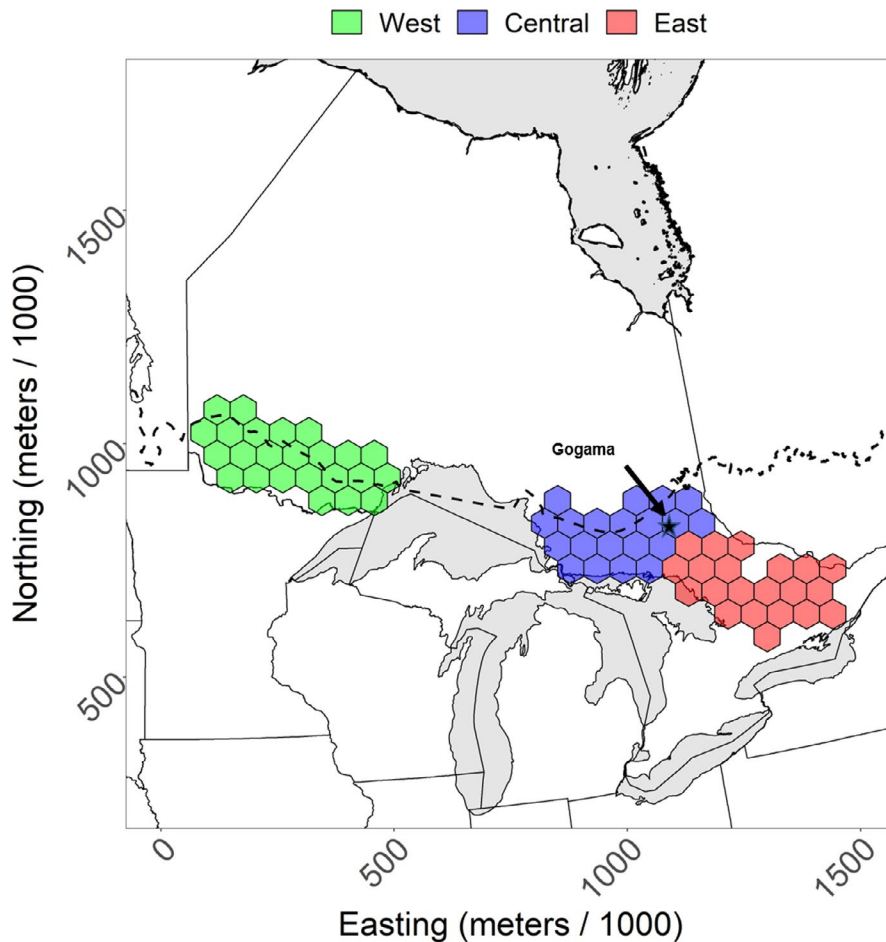 West Central East
Northing (meters / 1000)
1500
1000
500
Gogama
0 500 1000 1500
Easting (meters / 1000)